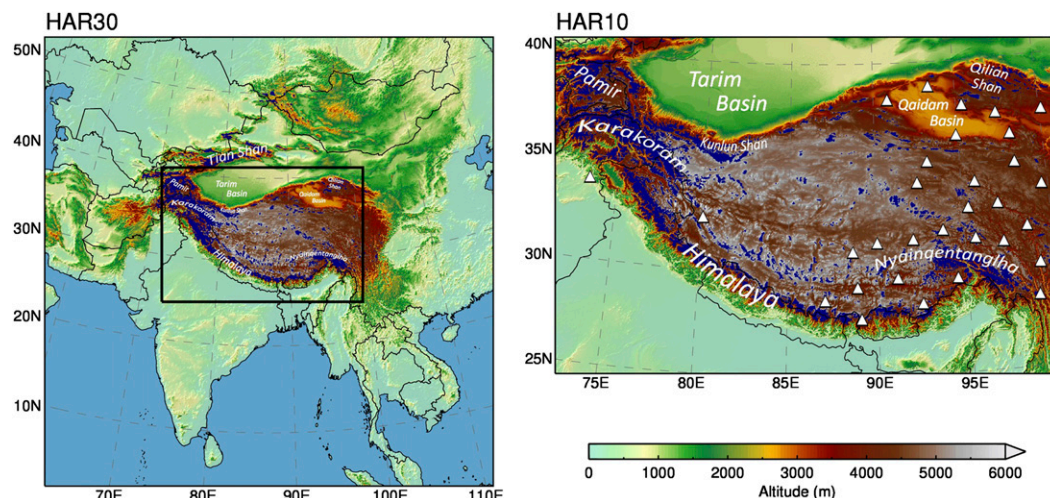 HAR30
50N
40N
30N
20N
10N
0
70E
80E
90E
100E
110E
Tian Shan
Pamir
Tarim
Basin
Qilian
Shan
Qaidam
Basin
Karakoram
Himalaya
Nyainqentanglha
HAR10
40N
35N
30N
25N
75E
80E
85E
90E
95E
Pamir
Tarim
Basin
Qilian
Shan
Qaidam
Basin
Karakoram
Kunlun Shan
Himalaya
Nyainqentanglha
0
1000
2000
3000
4000
5000
6000
Altitude (m)